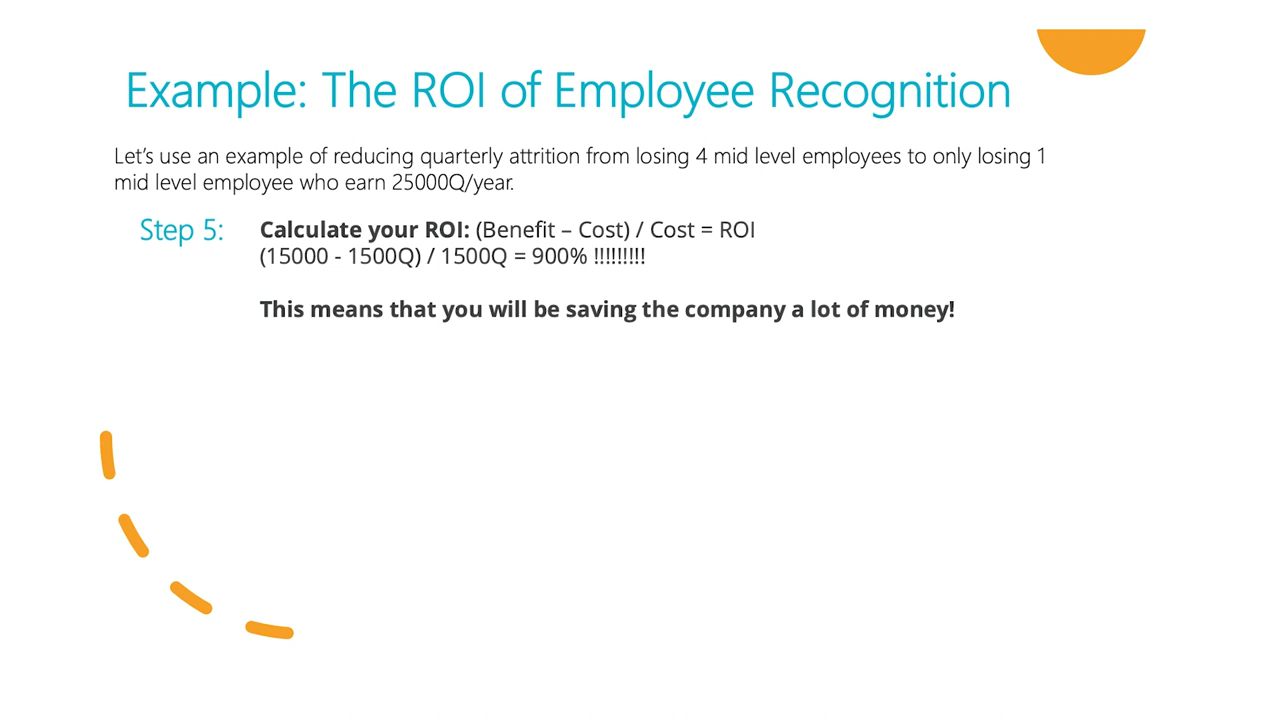 Example: The ROI of Employee Recognition
Let’s use an example of reducing quarterly attrition from losing 4 mid level employees to only losing 1
mid level employee who earn 25000Q/year.
Step 5: Calculate your ROI: (Benefit – Cost) / Cost = ROI
(15000 - 1500Q) / 1500Q = 900% !!!!!!!!!
This means that you will be saving the company a lot of money!